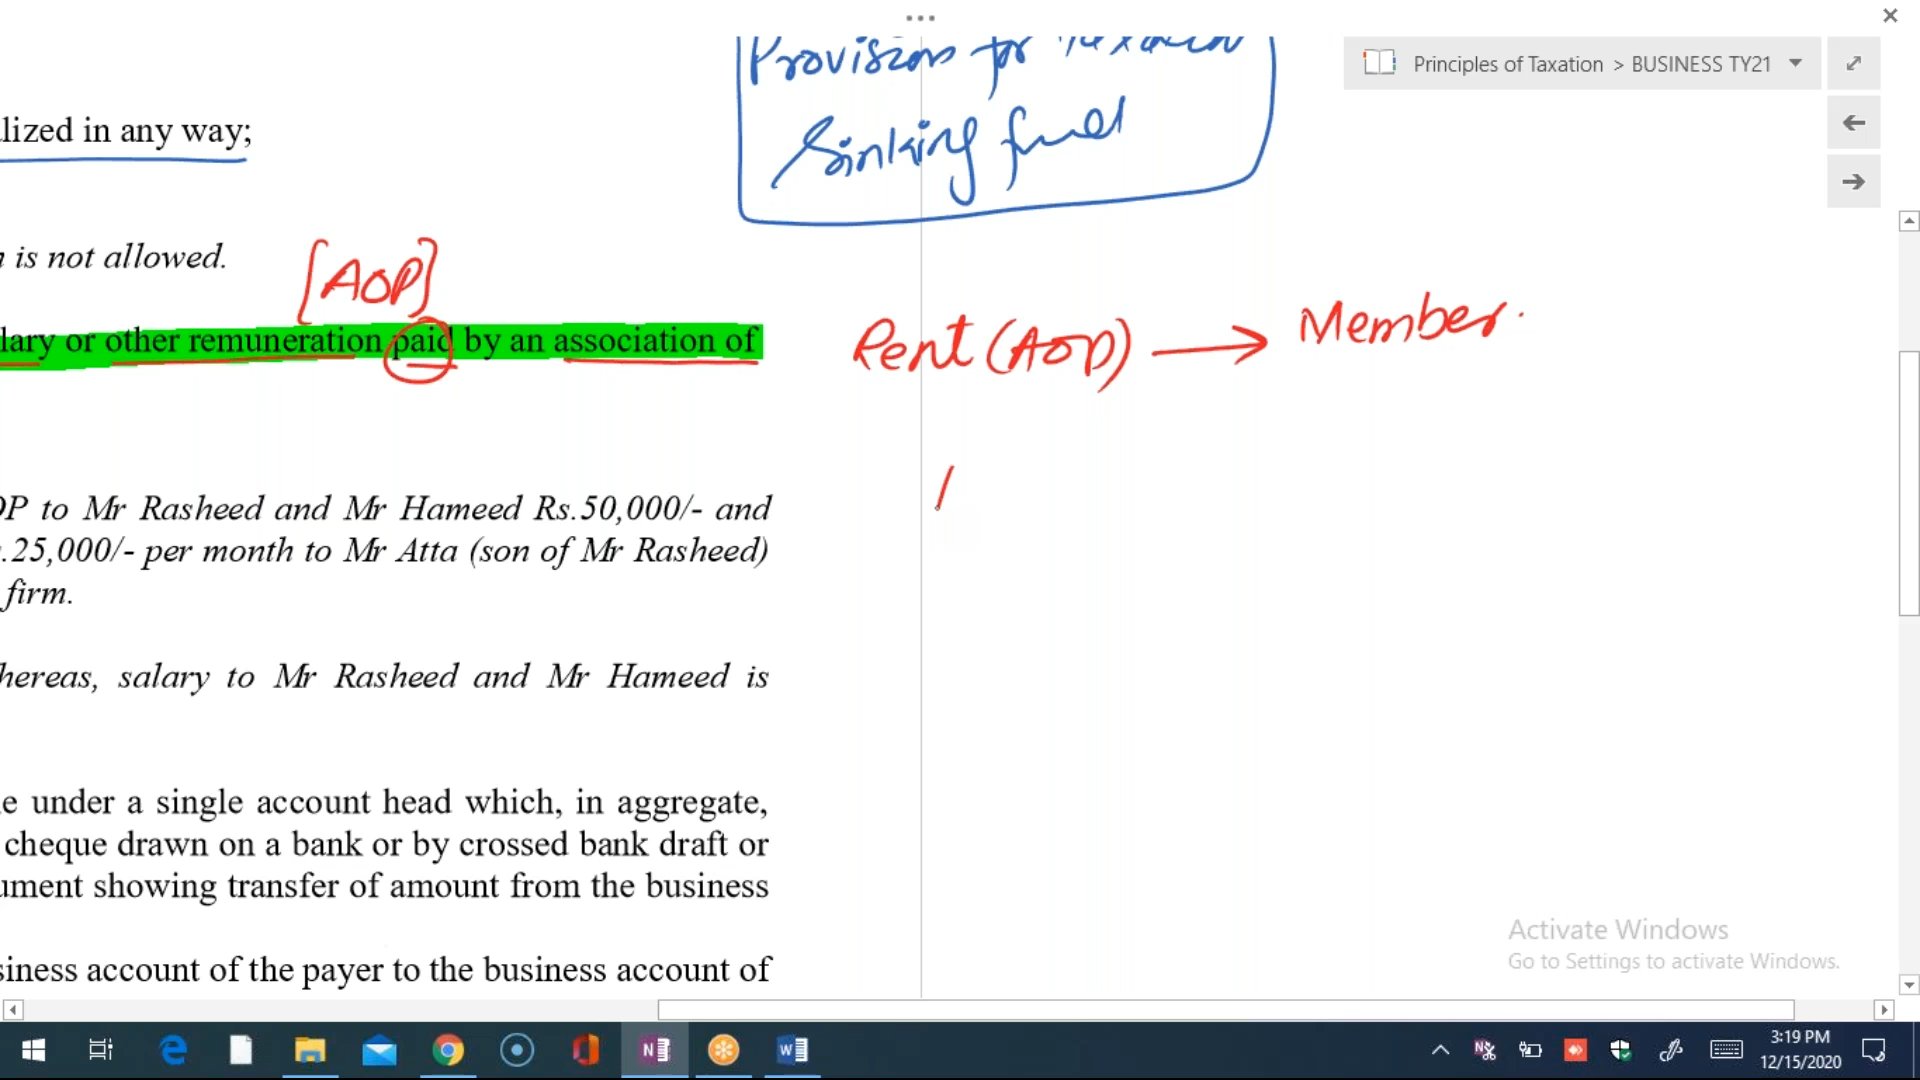 Provision for Taxation
Principles of Taxation > BUSINESS TY21
Sinking fund
lized in any way;
is not allowed.
[AOP]
lary or other remuneration paid by an association of
Rent (AOP) → Member.
OP to Mr Rasheed and Mr Hameed Rs.50,000/- and
.25,000/- per month to Mr Atta (son of Mr Rasheed)
firm.
hereas, salary to Mr Rasheed and Mr Hameed is
e under a single account head which, in aggregate,
cheque drawn on a bank or by crossed bank draft or
ument showing transfer of amount from the business
siness account of the payer to the business account of
Activate Windows
Go to Settings to activate Windows.
3:19 PM
12/15/2020